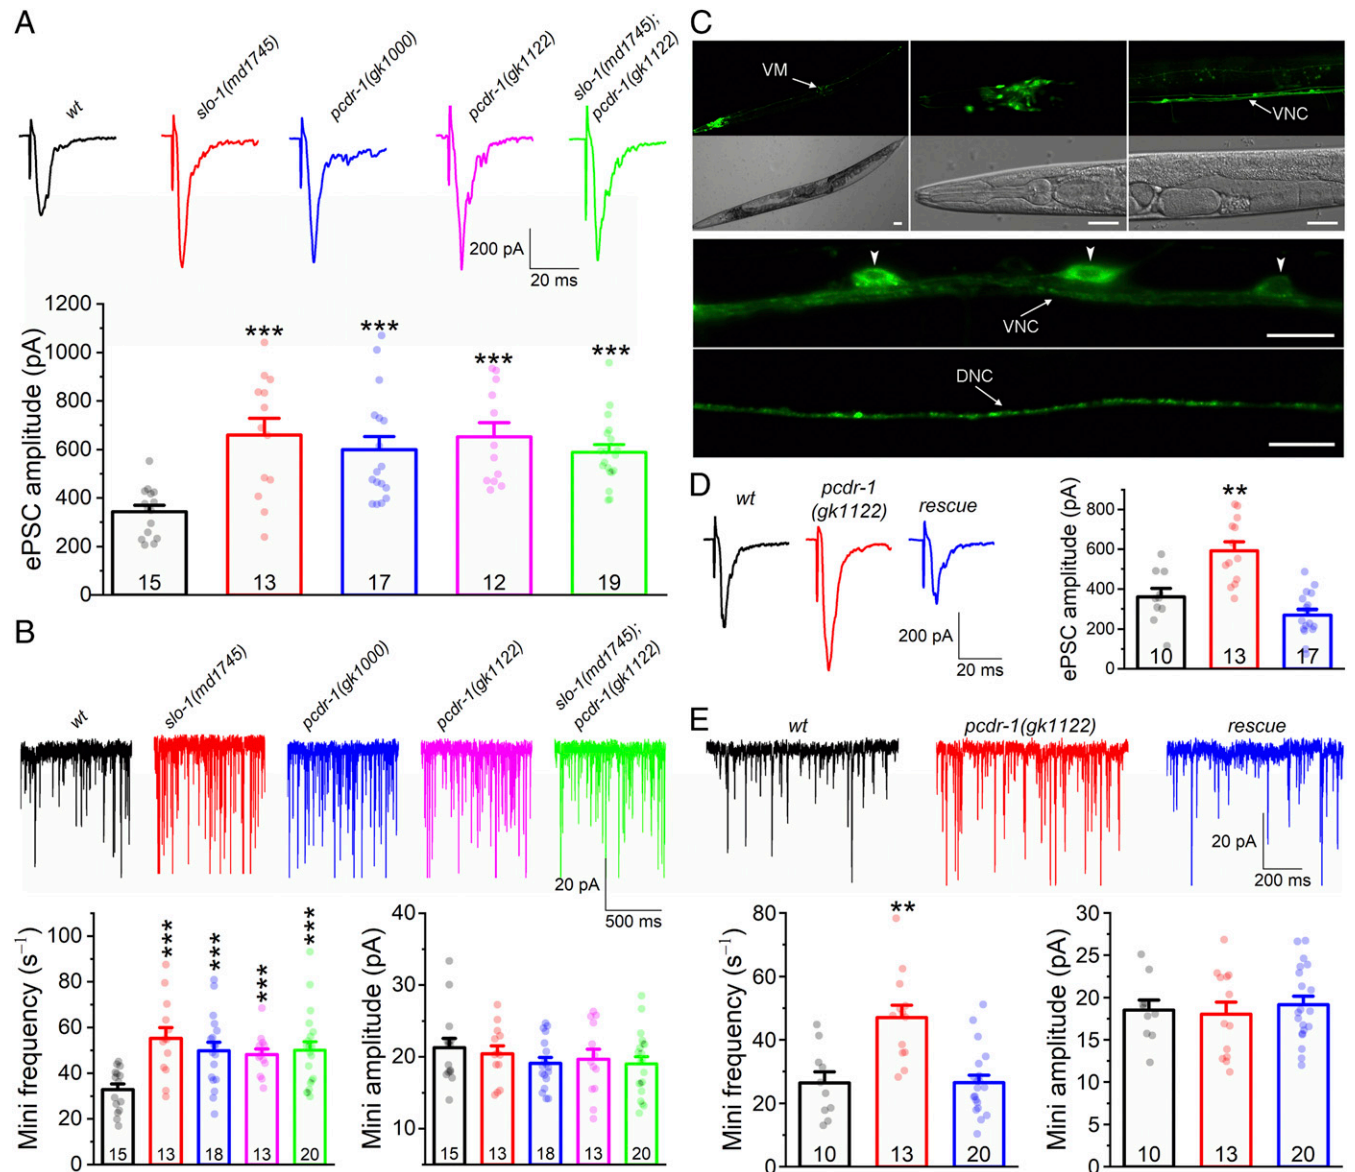 A
wt
slo-1(md1745)
pcdr-1(gk1000)
pcdr-1(gk1122)
slo-1(md1745);
pcdr-1(gk1122)
200 pA
20 ms
ePSC amplitude (pA)
1200
1000
800
600
400
200
0
***
***
***
***
15
13
17
12
19
B
wt
slo-1(md1745)
pcdr-1(gk1000)
pcdr-1(gk1122)
slo-1(md1745);
pcdr-1(gk1122)
20 pA
500 ms
Mini frequency (s⁻¹)
100
80
60
40
20
0
***
***
***
***
15
13
18
13
20
Mini amplitude (pA)
40
30
20
10
15
13
18
13
20
C
VM
VNC
VNC
DNC
D
wt
pcdr-1
(gk1122)
rescue
200 pA
20 ms
ePSC amplitude (pA)
800
600
400
200
0
**
10
13
17
E
wt
pcdr-1(gk1122)
rescue
20 pA
200 ms
Mini frequency (s⁻¹)
80
60
40
20
0
**
10
13
20
Mini amplitude (pA)
30
25
20
15
10
5
0
10
13
20